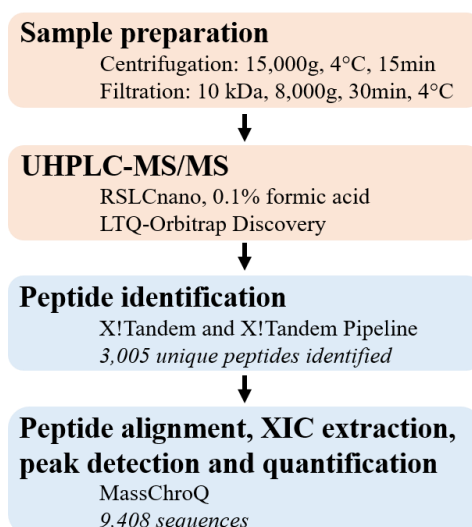 Sample preparation
Centrifugation: 15,000g, 4°C, 15min
Filtration: 10 kDa, 8,000g, 30min, 4°C
UHPLC-MS/MS
RSLCnano, 0.1% formic acid
LTQ-Orbitrap Discovery
Peptide identification
X!Tandem and X!Tandem Pipeline
3,005 unique peptides identified
Peptide alignment, XIC extraction,
peak detection and quantification
MassChroQ
9,408 sequences